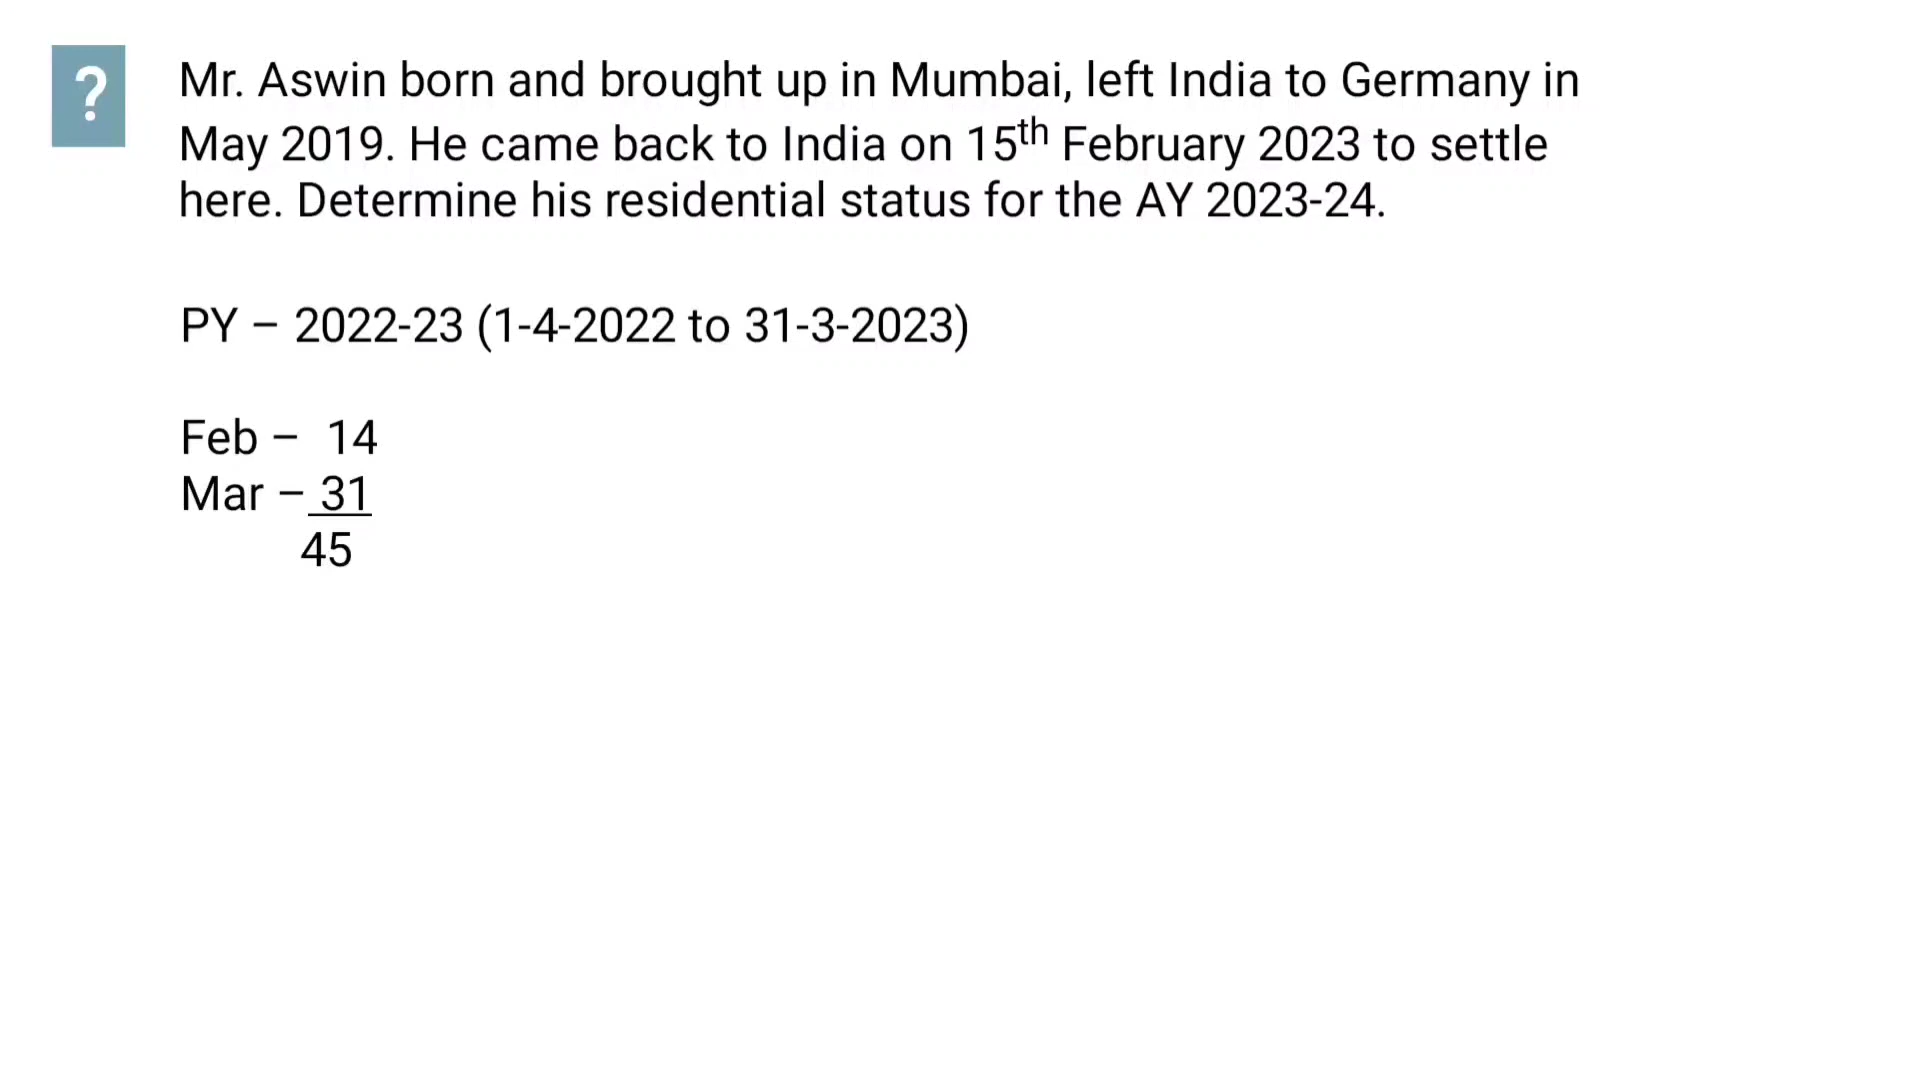 ?
Mr. Aswin born and brought up in Mumbai, left India to Germany in
May 2019. He came back to India on 15th February 2023 to settle
here. Determine his residential status for the AY 2023-24.
PY – 2022-23 (1-4-2022 to 31-3-2023)
Feb – 14
Mar – 31
45